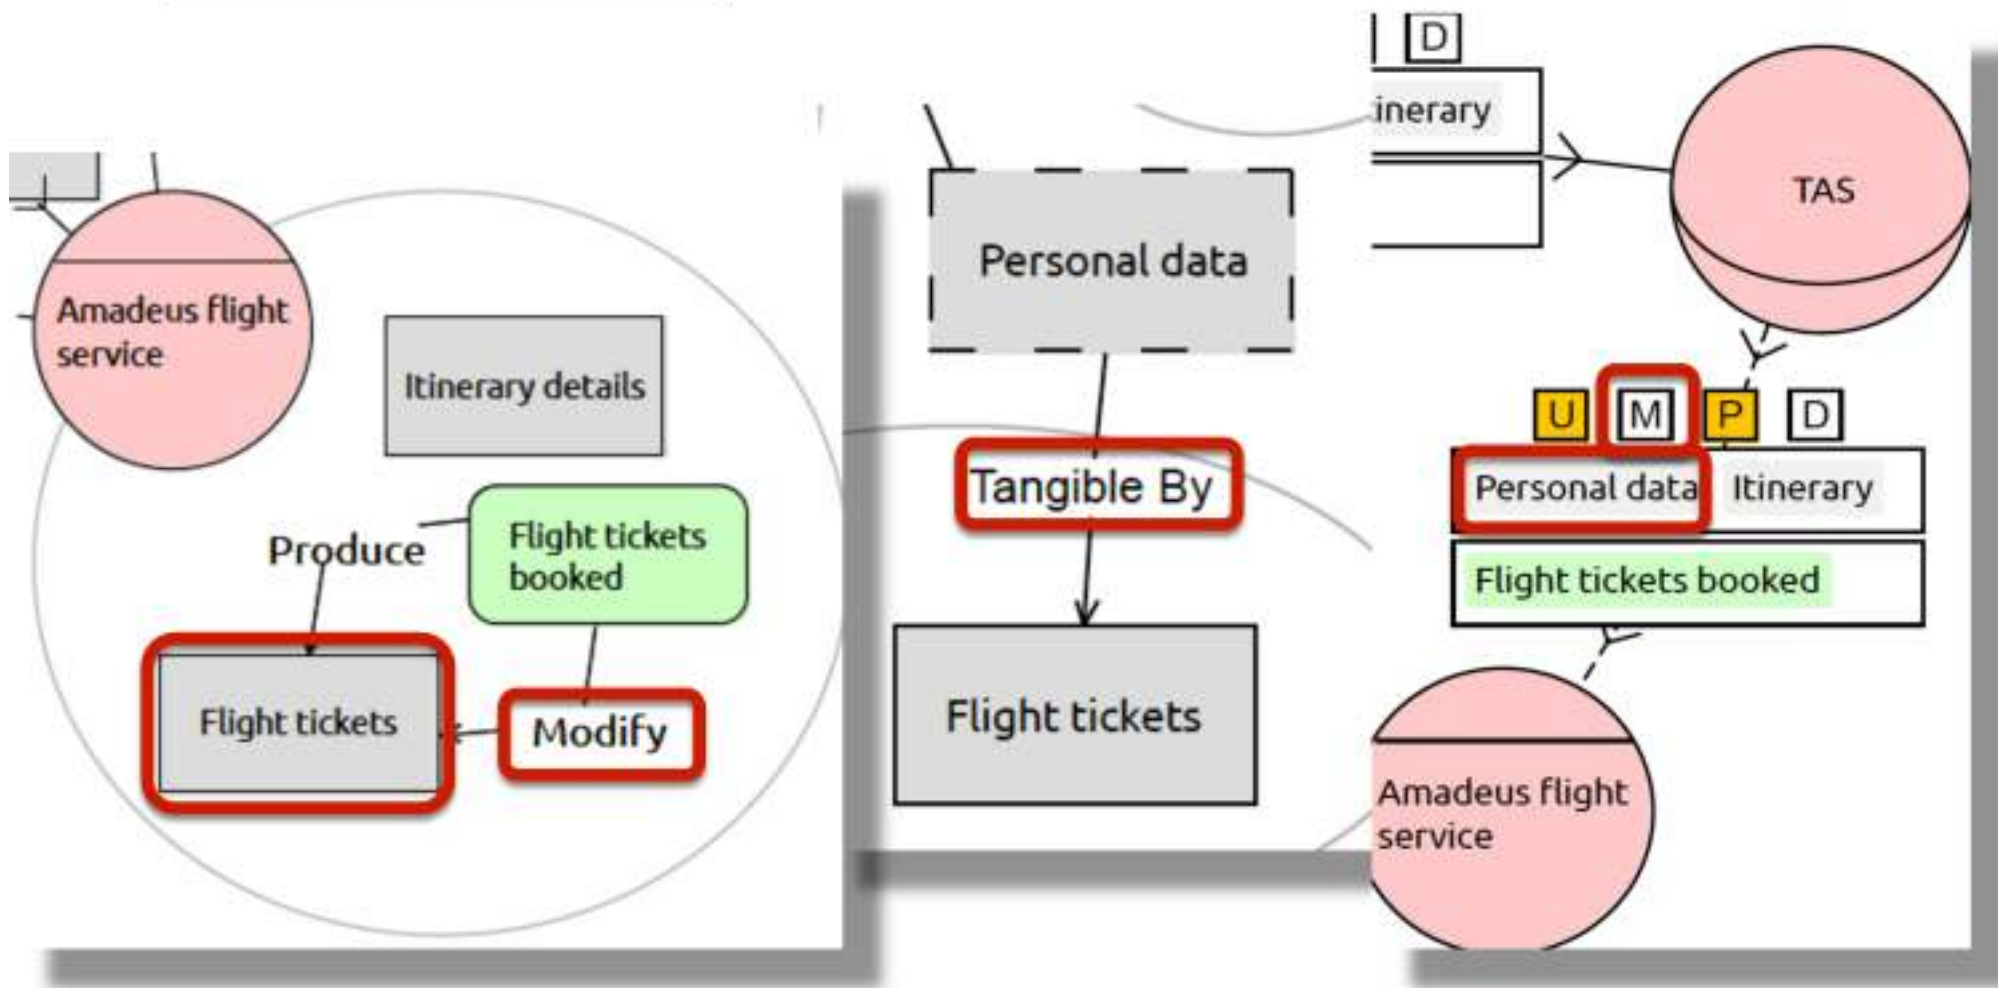 Amadeus flight
service
Itinerary details
Produce
Flight tickets
booked
Flight tickets
Modify
Personal data
Tangible By
Flight tickets
D
inerary
TAS
U M P D
Personal data Itinerary
Flight tickets booked
Amadeus flight
service